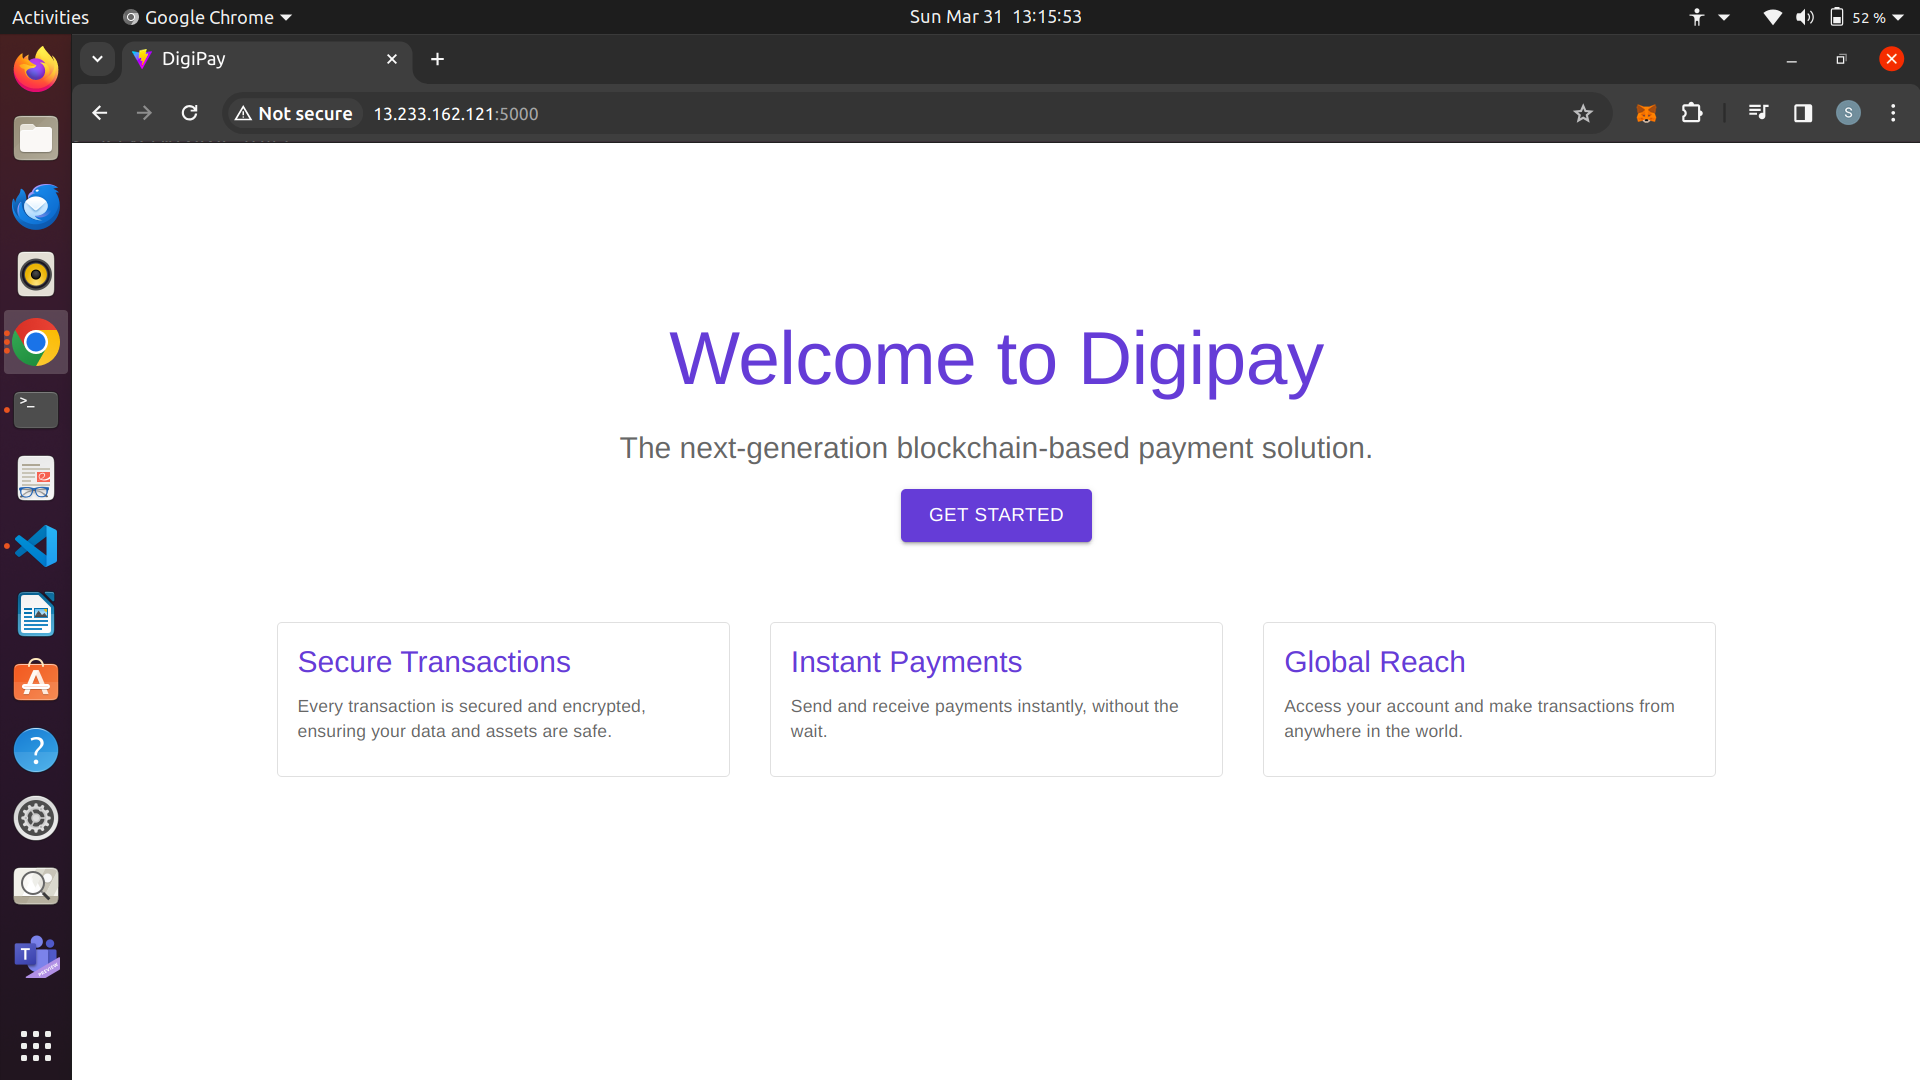 Activities
Google Chrome
Sun Mar 31 13:15:53
52 %
DigiPay
Not secure
13.233.162.121:5000
S
Welcome to Digipay
The next-generation blockchain-based payment solution.
GET STARTED
Secure Transactions
Every transaction is secured and encrypted,
ensuring your data and assets are safe.
Instant Payments
Send and receive payments instantly, without the
wait.
Global Reach
Access your account and make transactions from
anywhere in the world.
>_
?
T
PREVIEW